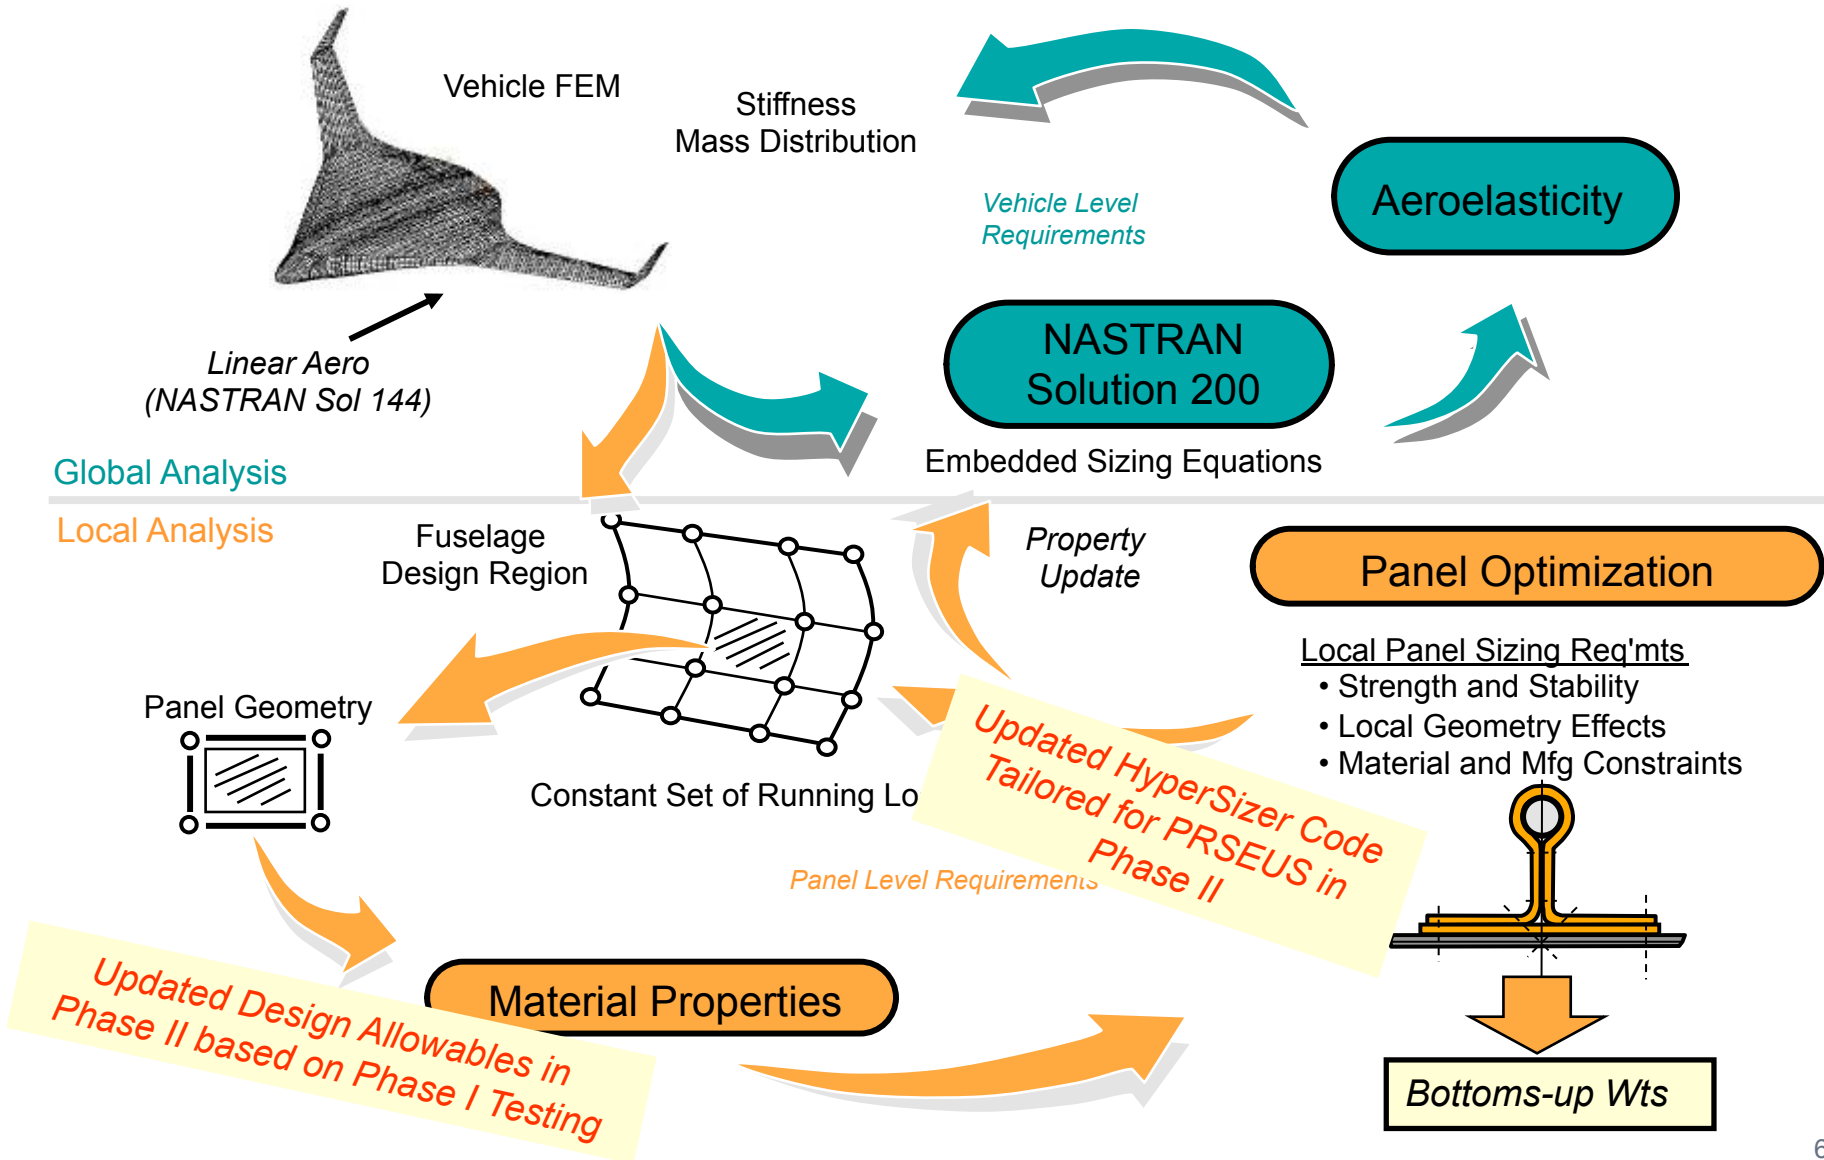 Vehicle FEM
Stiffness
Mass Distribution
Vehicle Level
Requirements
Aeroelasticity
Linear Aero
(NASTRAN Sol 144)
NASTRAN
Solution 200
Embedded Sizing Equations
Global Analysis
Local Analysis
Fuselage
Design Region
Property
Update
Panel Optimization
Local Panel Sizing Req'mts
• Strength and Stability
• Local Geometry Effects
• Material and Mfg Constraints
Panel Geometry
Constant Set of Running Lo
Updated HyperSizer Code
Tailored for PRSEUS in
Phase II
Panel Level Requirements
Updated Design Allowables in
Phase II based on Phase I Testing
Material Properties
Bottoms-up Wts
6